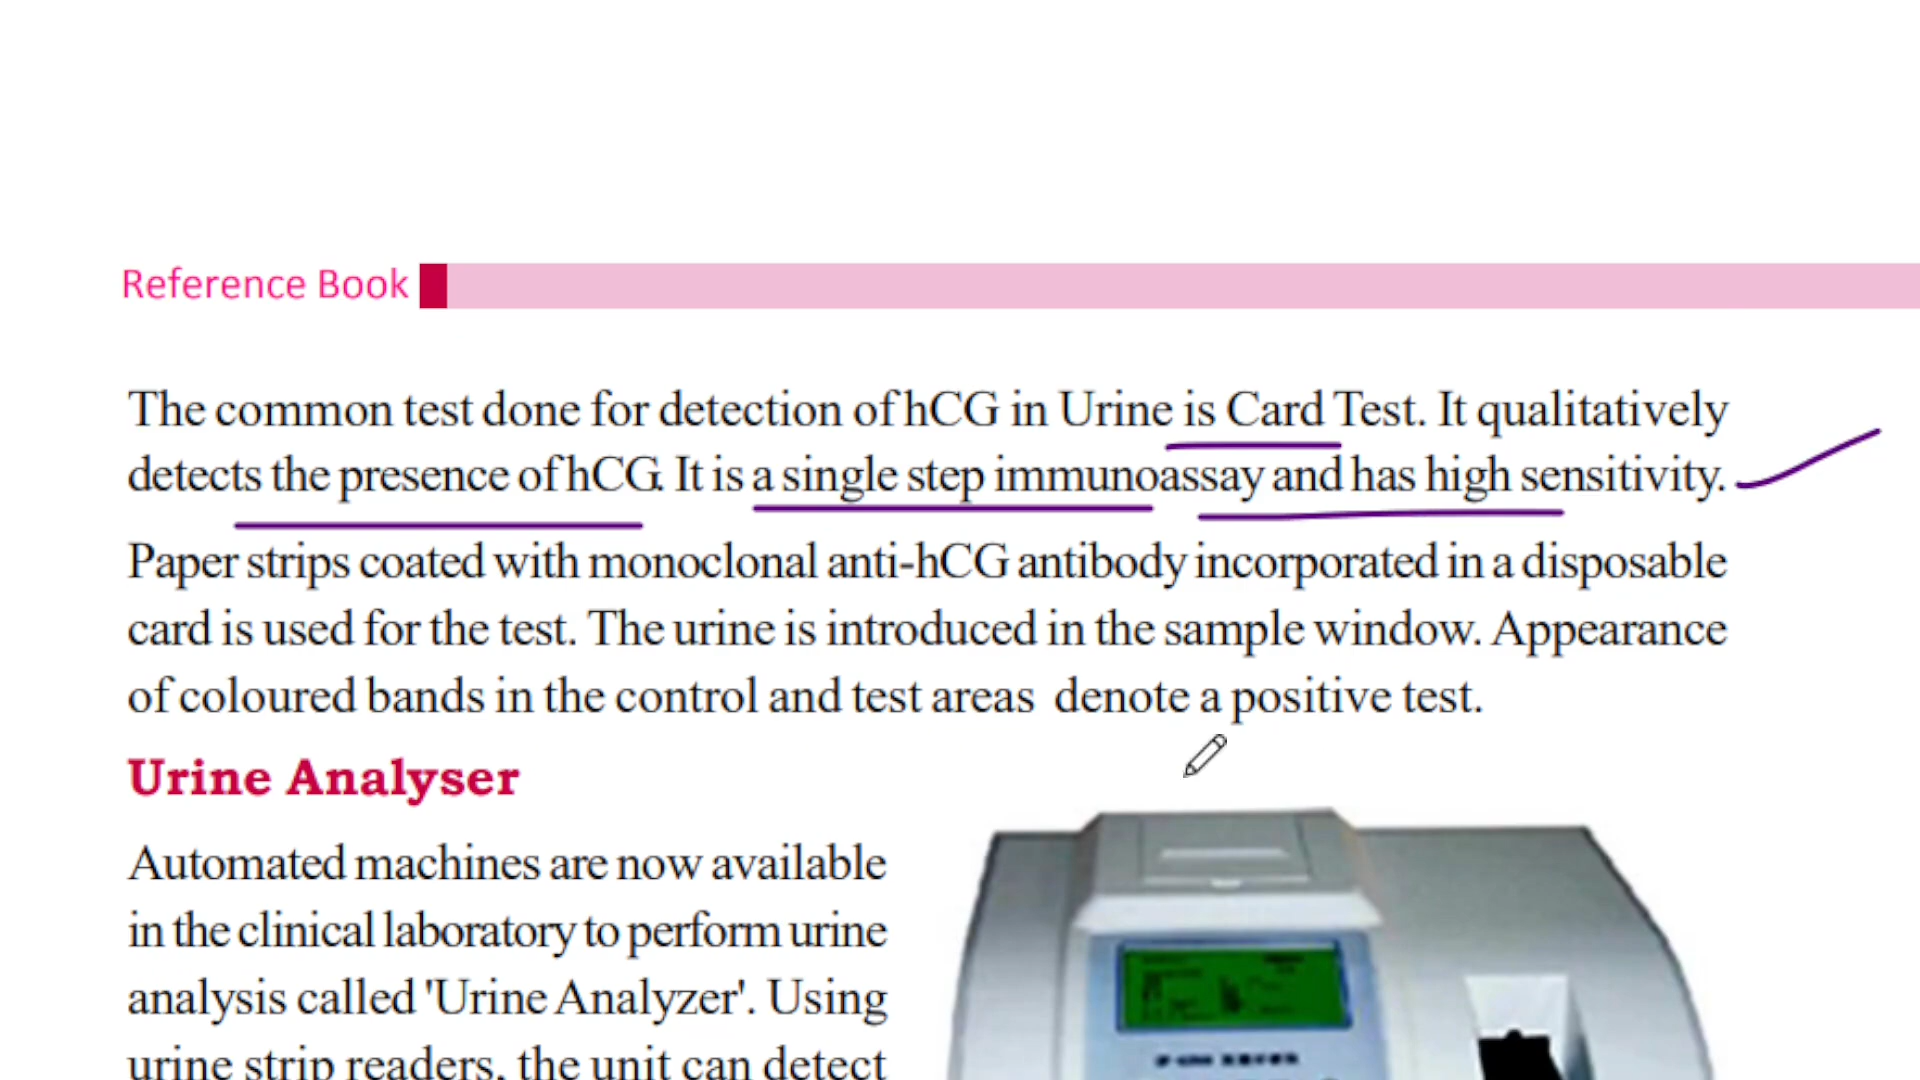 Reference Book
The common test done for detection of hCG in Urine is Card Test. It qualitatively
detects the presence of hCG. It is a single step immunoassay and has high sensitivity.
Paper strips coated with monoclonal anti-hCG antibody incorporated in a disposable
card is used for the test. The urine is introduced in the sample window. Appearance
of coloured bands in the control and test areas denote a positive test.
Urine Analyser
Automated machines are now available
in the clinical laboratory to perform urine
analysis called 'Urine Analyzer'. Using
urine strip readers, the unit can detect